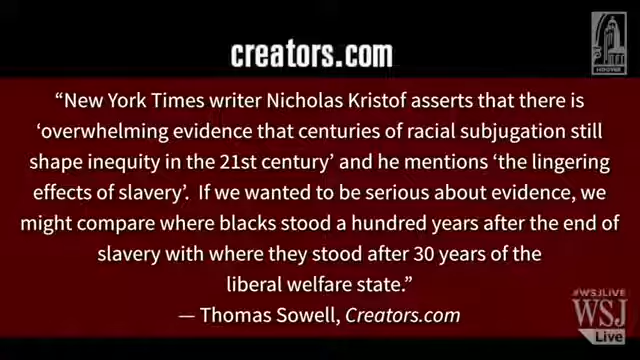 creators.com
HOOVER
“New York Times writer Nicholas Kristof asserts that there is
‘overwhelming evidence that centuries of racial subjugation still
shape inequity in the 21st century’ and he mentions ‘the lingering
effects of slavery’. If we wanted to be serious about evidence, we
might compare where blacks stood a hundred years after the end of
slavery with where they stood after 30 years of the
liberal welfare state.”
— Thomas Sowell, Creators.com
#WSJLIVE
WSJ
Live